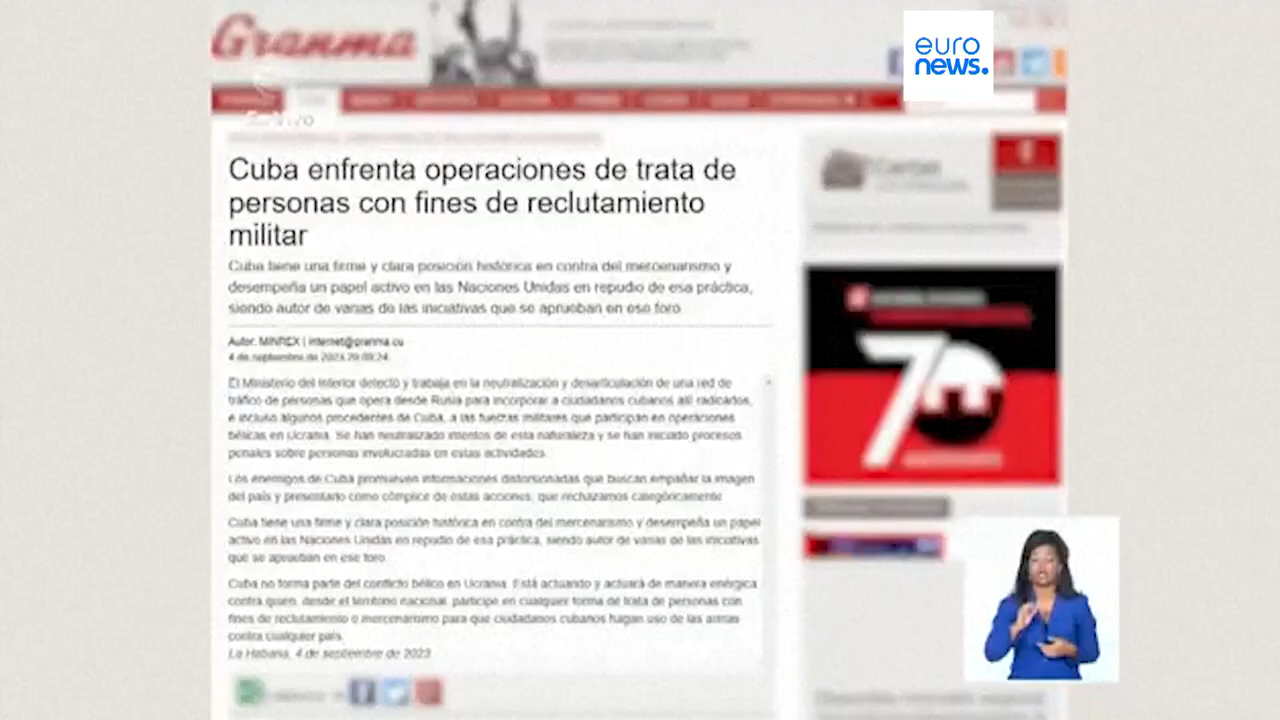 Granma
euro
news.
Cuba enfrenta operaciones de trata de
personas con fines de reclutamiento
militar
Cuba tiene una firme y clara posición histórica en contra del mercenarismo y
desempeña un papel activo en las Naciones Unidas en repudio de esa práctica,
siendo autor de varias de las iniciativas que se aprueban en ese foro
Autor: MINREX | internet@granma.cu
4 de septiembre de 2023
El Ministerio del Interior detectó y trabaja en la neutralización y desarticulación de una red de
tráfico de personas que opera desde Rusia para incorporar a ciudadanos cubanos allí radicados,
e incluso algunos procedentes de Cuba, a las fuerzas militares que participan en operaciones
bélicas en Ucrania. Se han neutralizado intentos de esta naturaleza y se han iniciado procesos
penales sobre personas involucradas en estas actividades.
Los enemigos de Cuba promueven informaciones distorsionadas que buscan empañar la imagen
del país y presentarlo como cómplice de estas acciones, que rechazamos categóricamente
Cuba tiene una firme y clara posición histórica en contra del mercenarismo y desempeña un papel
activo en las Naciones Unidas en repudio de esa práctica, siendo autor de varias de las iniciativas
que se aprueban en ese foro.
Cuba no forma parte del conflicto bélico en Ucrania. Está actuando y actuará de manera enérgica
contra quien, desde el territorio nacional, participe en cualquier forma de trata de personas con
fines de reclutamiento o mercenarismo para que ciudadanos cubanos hagan uso de las armas
contra cualquier país.
La Habana, 4 de septiembre de 2023
70